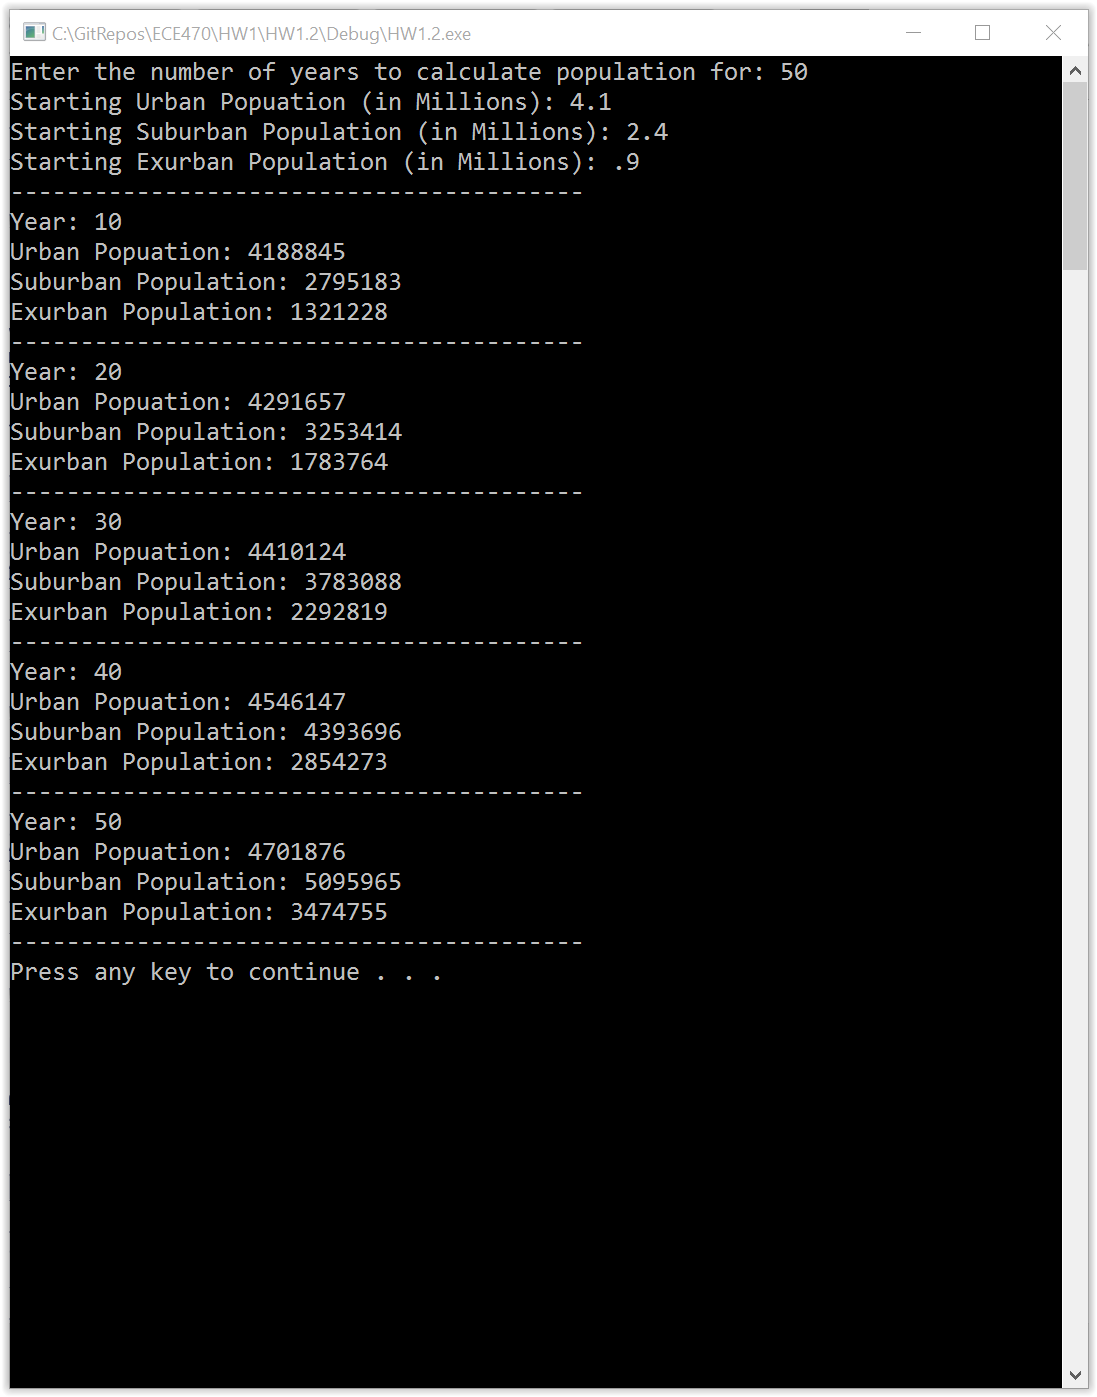 C:\GitRepos\ECE470\HW1\HW1.2\Debug\HW1.2.exe
Enter the number of years to calculate population for: 50
Starting Urban Popuation (in Millions): 4.1
Starting Suburban Population (in Millions): 2.4
Starting Exurban Population (in Millions): .9
-----------------------------------------
Year: 10
Urban Popuation: 4188845
Suburban Population: 2795183
Exurban Population: 1321228
-----------------------------------------
Year: 20
Urban Popuation: 4291657
Suburban Population: 3253414
Exurban Population: 1783764
-----------------------------------------
Year: 30
Urban Popuation: 4410124
Suburban Population: 3783088
Exurban Population: 2292819
-----------------------------------------
Year: 40
Urban Popuation: 4546147
Suburban Population: 4393696
Exurban Population: 2854273
-----------------------------------------
Year: 50
Urban Popuation: 4701876
Suburban Population: 5095965
Exurban Population: 3474755
-----------------------------------------
Press any key to continue . . .